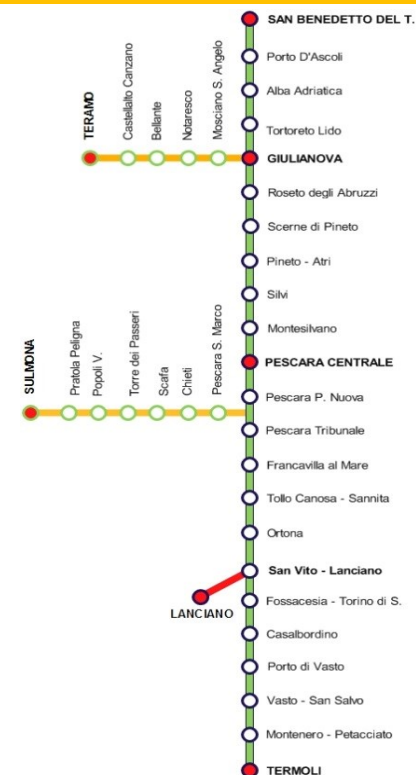 SAN BENEDETTO DEL T.
Porto D'Ascoli
Alba Adriatica
Tortoreto Lido
TERAMO
Castellalto Canzano
Bellante
Notaresco
Mosciano S. Angelo
GIULIANOVA
Roseto degli Abruzzi
Scerne di Pineto
Pineto - Atri
Silvi
Montesilvano
PESCARA CENTRALE
SULMONA
Pratola Peligna
Popoli V.
Torre dei Passeri
Scafa
Chieti
Pescara S. Marco
Pescara P. Nuova
Pescara Tribunale
Francavilla al Mare
Tollo Canosa - Sannita
Ortona
San Vito - Lanciano
LANCIANO
Fossacesia - Torino di S.
Casalbordino
Porto di Vasto
Vasto - San Salvo
Montenero - Petacciato
TERMOLI